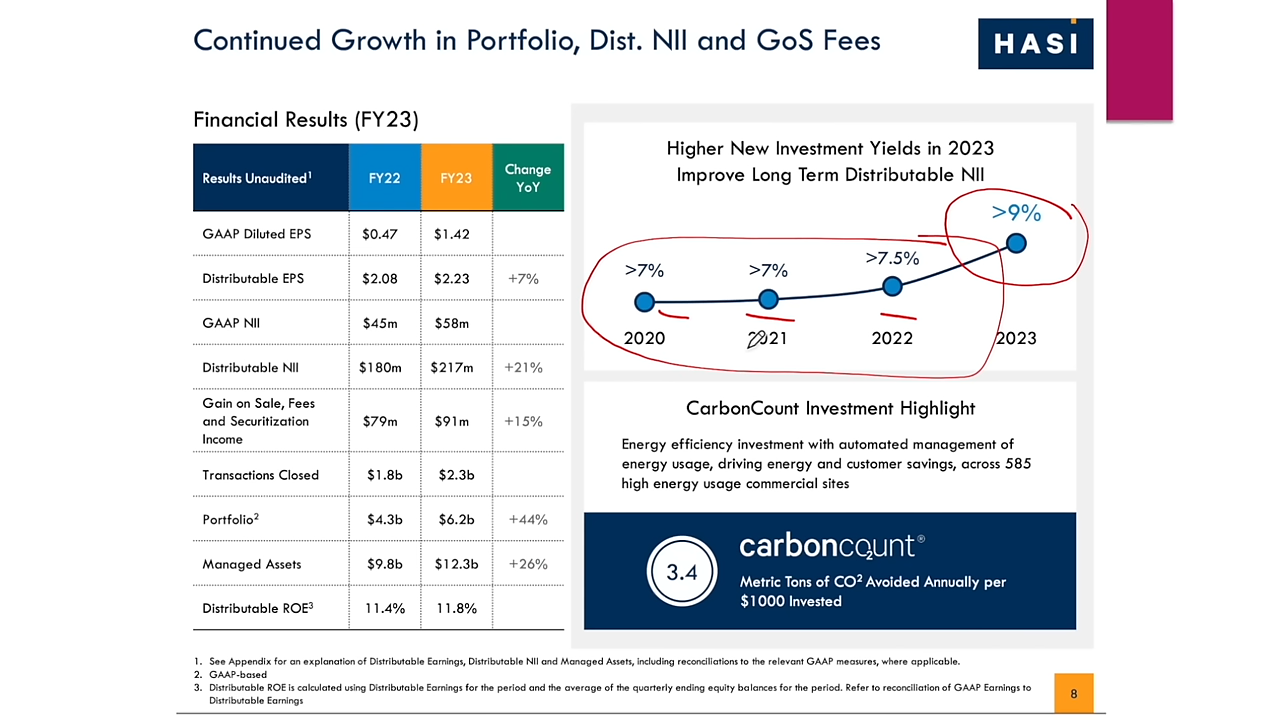 Continued Growth in Portfolio, Dist. NII and GoS Fees
HASI
Financial Results (FY23)
Results Unaudited1 FY22 FY23 Change YoY
GAAP Diluted EPS $0.47 $1.42
Distributable EPS $2.08 $2.23 +7%
GAAP NII $45m $58m
Distributable NII $180m $217m +21%
Gain on Sale, Fees
and Securitization
Income
$79m $91m +15%
Transactions Closed $1.8b $2.3b
Portfolio2 $4.3b $6.2b +44%
Managed Assets $9.8b $12.3b +26%
Distributable ROE3 11.4% 11.8%
Higher New Investment Yields in 2023
Improve Long Term Distributable NII
>7% >7% >7.5% >9%
2020 2021 2022 2023
CarbonCount Investment Highlight
Energy efficiency investment with automated management of
energy usage, driving energy and customer savings, across 585
high energy usage commercial sites
3.4
carbonco2unt®
Metric Tons of CO2 Avoided Annually per
$1000 Invested
1. See Appendix for an explanation of Distributable Earnings, Distributable NII and Managed Assets, including reconciliations to the relevant GAAP measures, where applicable.
2. GAAP-based
3. Distributable ROE is calculated using Distributable Earnings for the period and the average of the quarterly ending equity balances for the period. Refer to reconciliation of GAAP Earnings to
Distributable Earnings
8